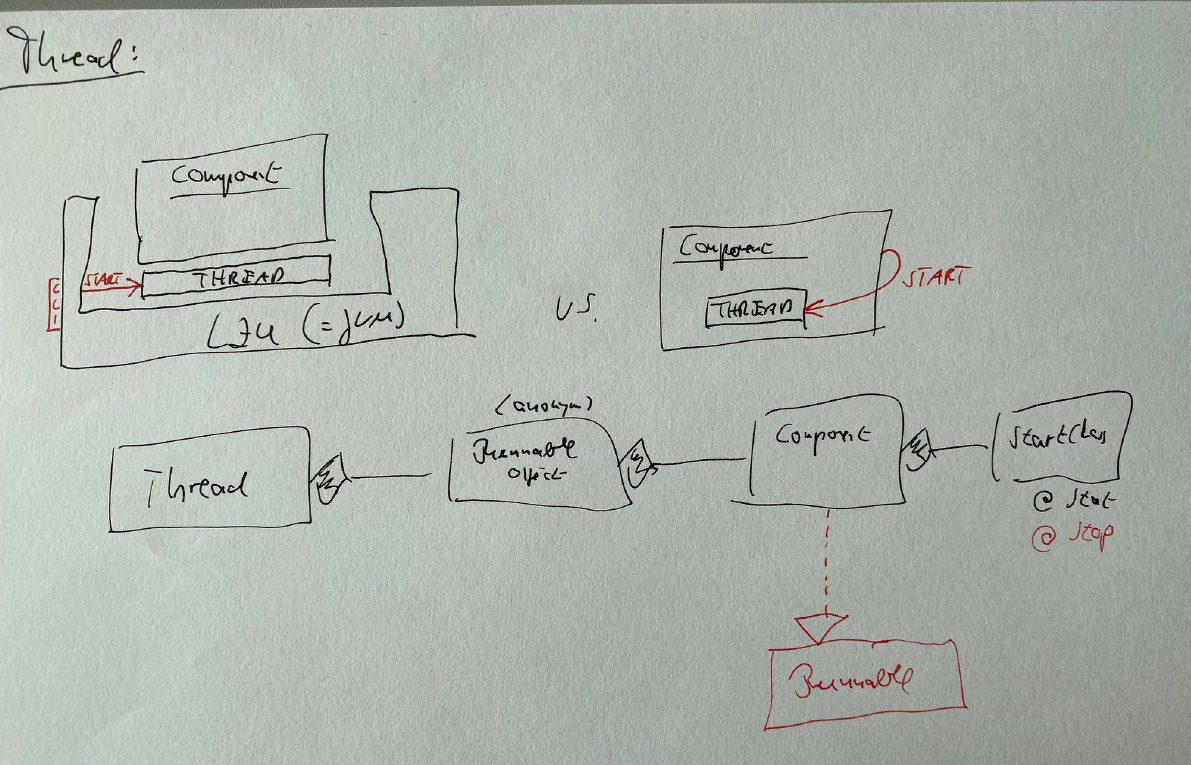 Thread:
Component
START
THREAD
CLI
LZU (=JVM)
vs.
Component
THREAD
START
(anonym)
Thread
Runnable
Object
Component
StartClass
@ Start
@ Stop
Runnable